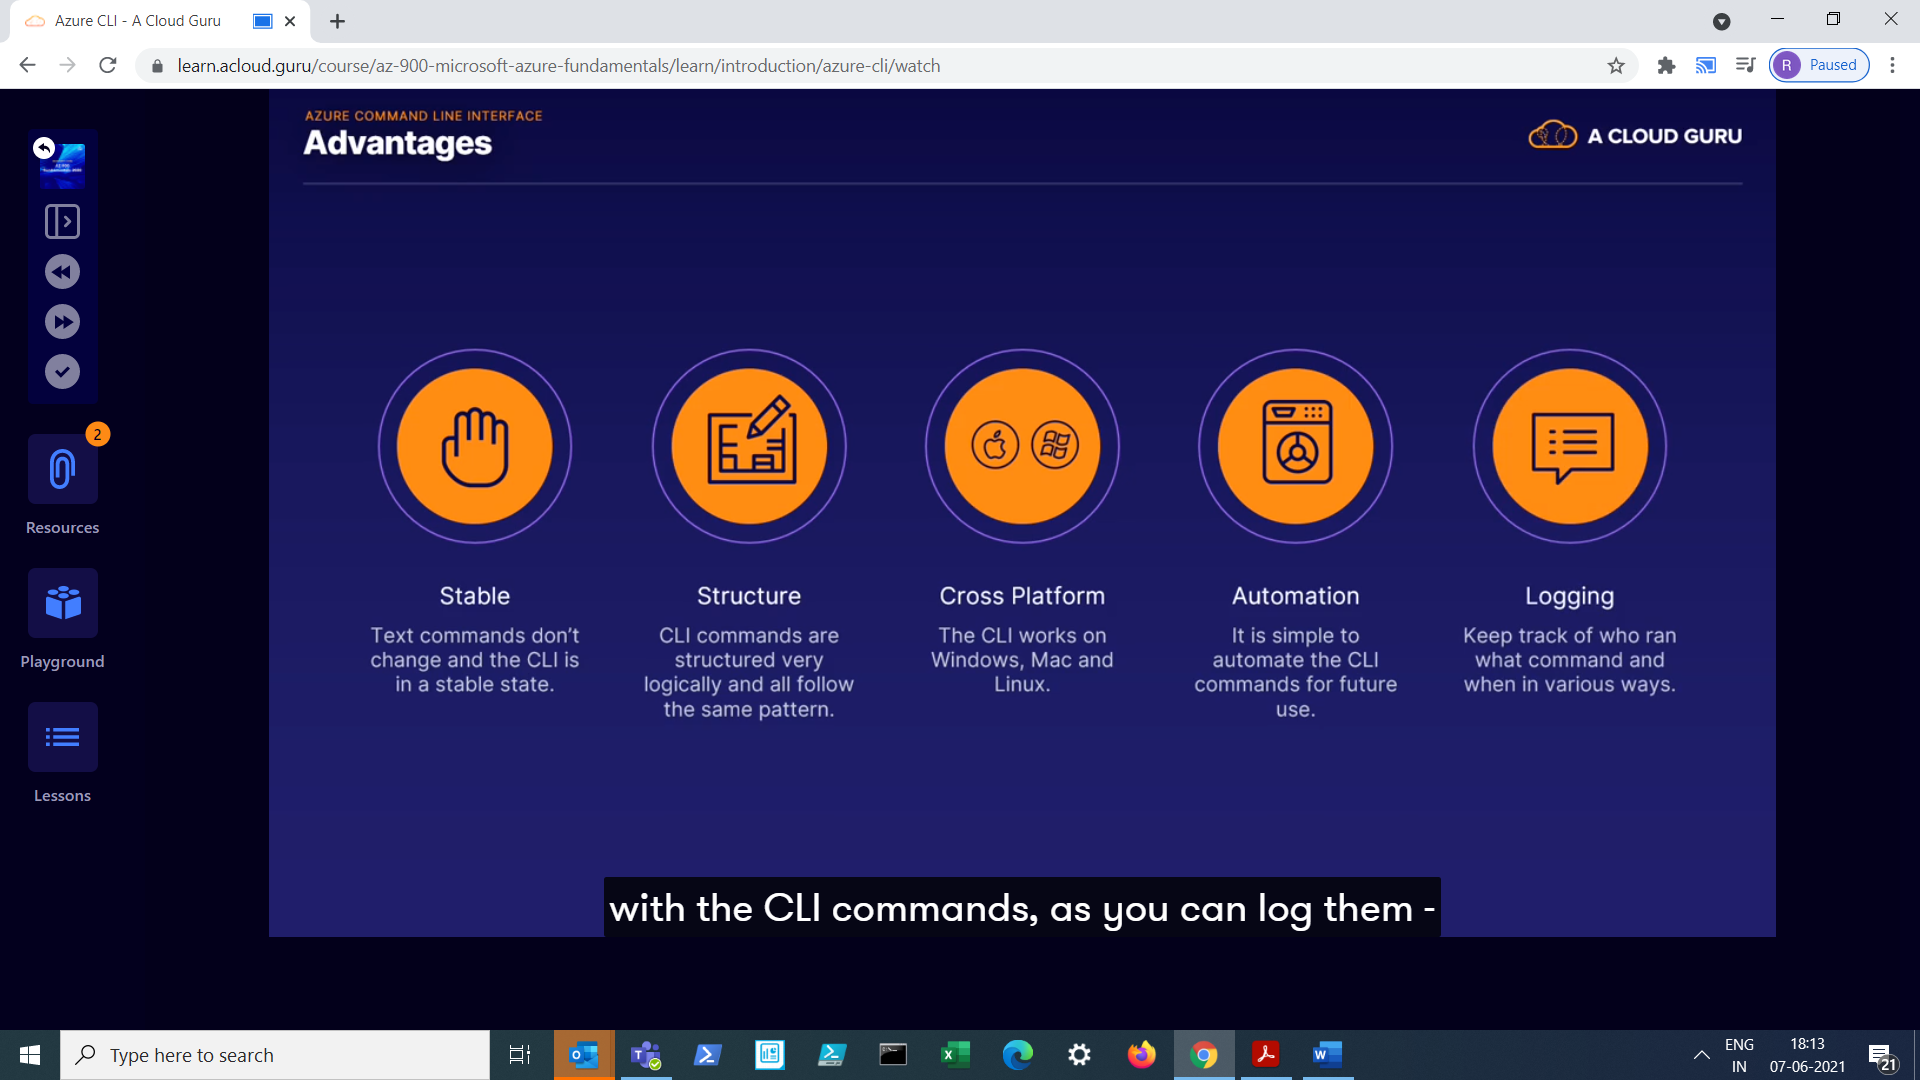 Azure CLI - A Cloud Guru
learn.acloud.guru/course/az-900-microsoft-azure-fundamentals/learn/introduction/azure-cli/watch
R Paused
AZURE COMMAND LINE INTERFACE
Advantages
A CLOUD GURU
2
Resources
Playground
Lessons
Stable
Text commands don't
change and the CLI is
in a stable state.
Structure
CLI commands are
structured very
logically and all follow
the same pattern.
Cross Platform
The CLI works on
Windows, Mac and
Linux.
Automation
It is simple to
automate the CLI
commands for future
use.
Logging
Keep track of who ran
what command and
when in various ways.
with the CLI commands, as you can log them -
Type here to search
ENG
IN
18:13
07-06-2021
21